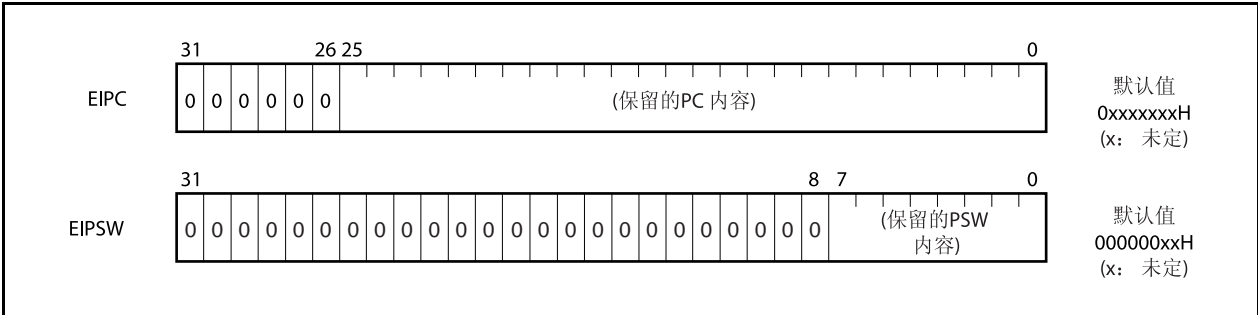 31 26 25 0
EIPC 0 0 0 0 0 0 (保留的PC 内容) 默认值
0xxxxxxxH
(x: 未定)
31 8 7 0
EIPSW 0 0 0 0 0 0 0 0 0 0 0 0 0 0 0 0 0 0 0 0 0 0 0 0 (保留的PSW
内容) 默认值
000000xxH
(x: 未定)